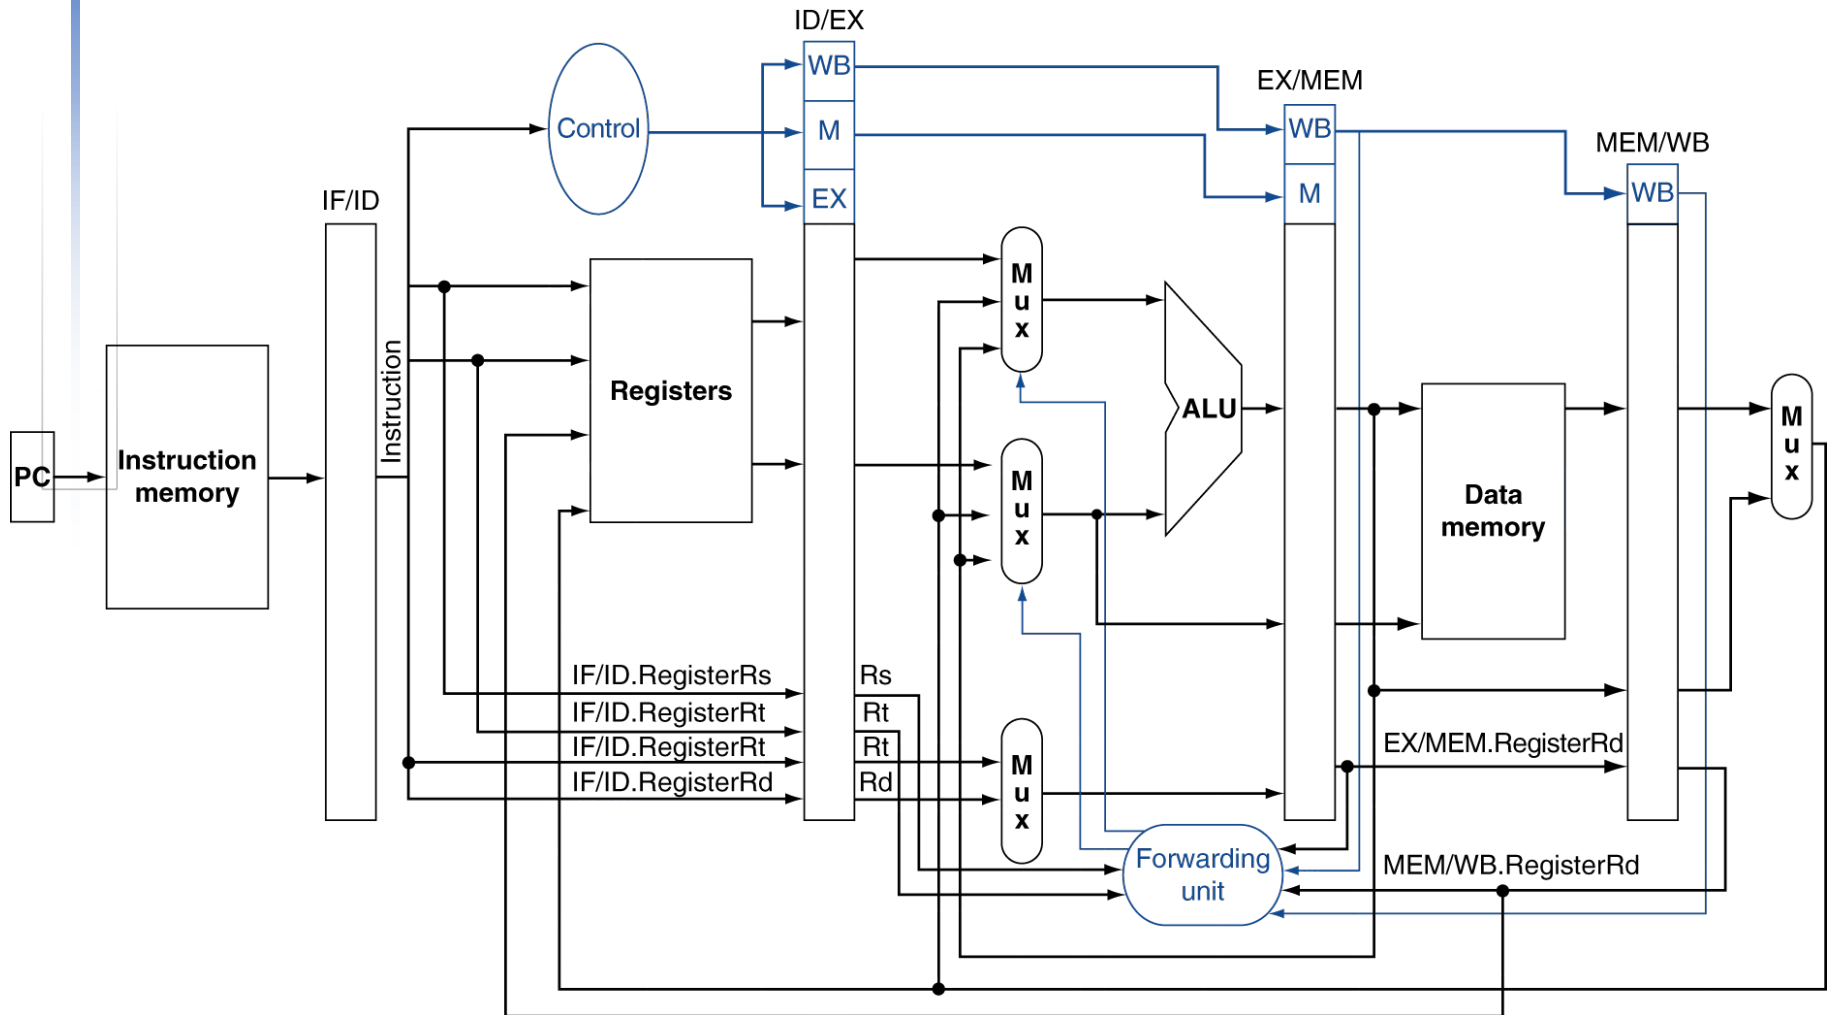 ID/EX
WB
EX/MEM
Control
M
WB
MEM/WB
IF/ID
EX
M
WB
M
u
x
Instruction
Registers
ALU
M
u
x
PC
Instruction
memory
M
u
x
Data
memory
IF/ID.RegisterRs
Rs
IF/ID.RegisterRt
Rt
IF/ID.RegisterRt
Rt
IF/ID.RegisterRd
Rd
M
u
x
EX/MEM.RegisterRd
Forwarding
unit
MEM/WB.RegisterRd